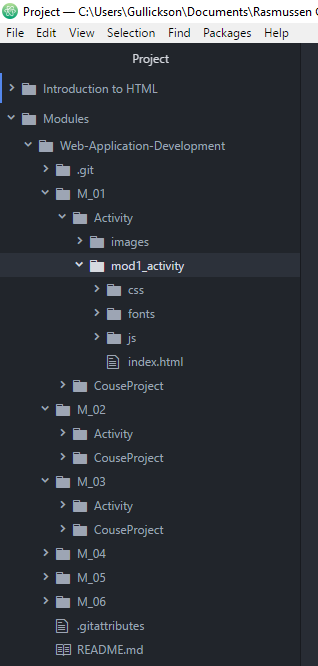 Project — C:\Users\Gullickson\Documents\Rasmussen
File Edit View Selection Find Packages Help
Project
Introduction to HTML
Modules
Web-Application-Development
.git
M_01
Activity
images
mod1_activity
css
fonts
js
index.html
CouseProject
M_02
Activity
CouseProject
M_03
Activity
CouseProject
M_04
M_05
M_06
.gitattributes
README.md